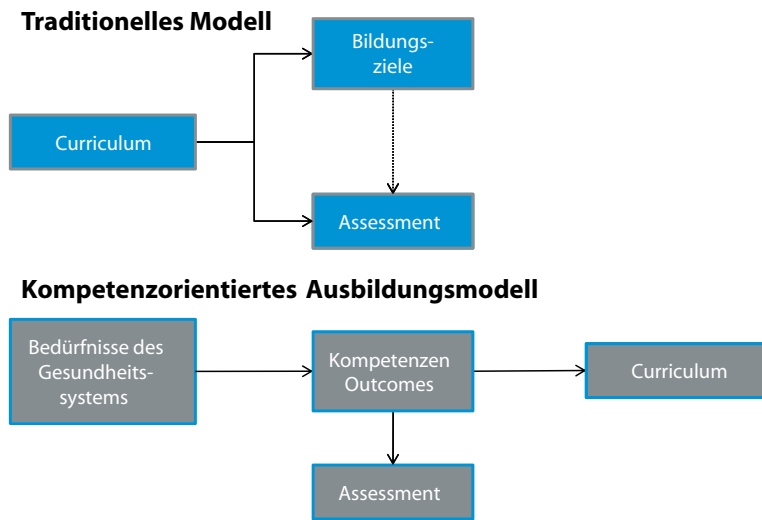 Traditionelles Modell
Bildungs-
ziele
Curriculum
Assessment
Kompetenzorientiertes Ausbildungsmodell
Bedürfnisse des
Gesundheits-
systems
Kompetenzen
Outcomes
Curriculum
Assessment